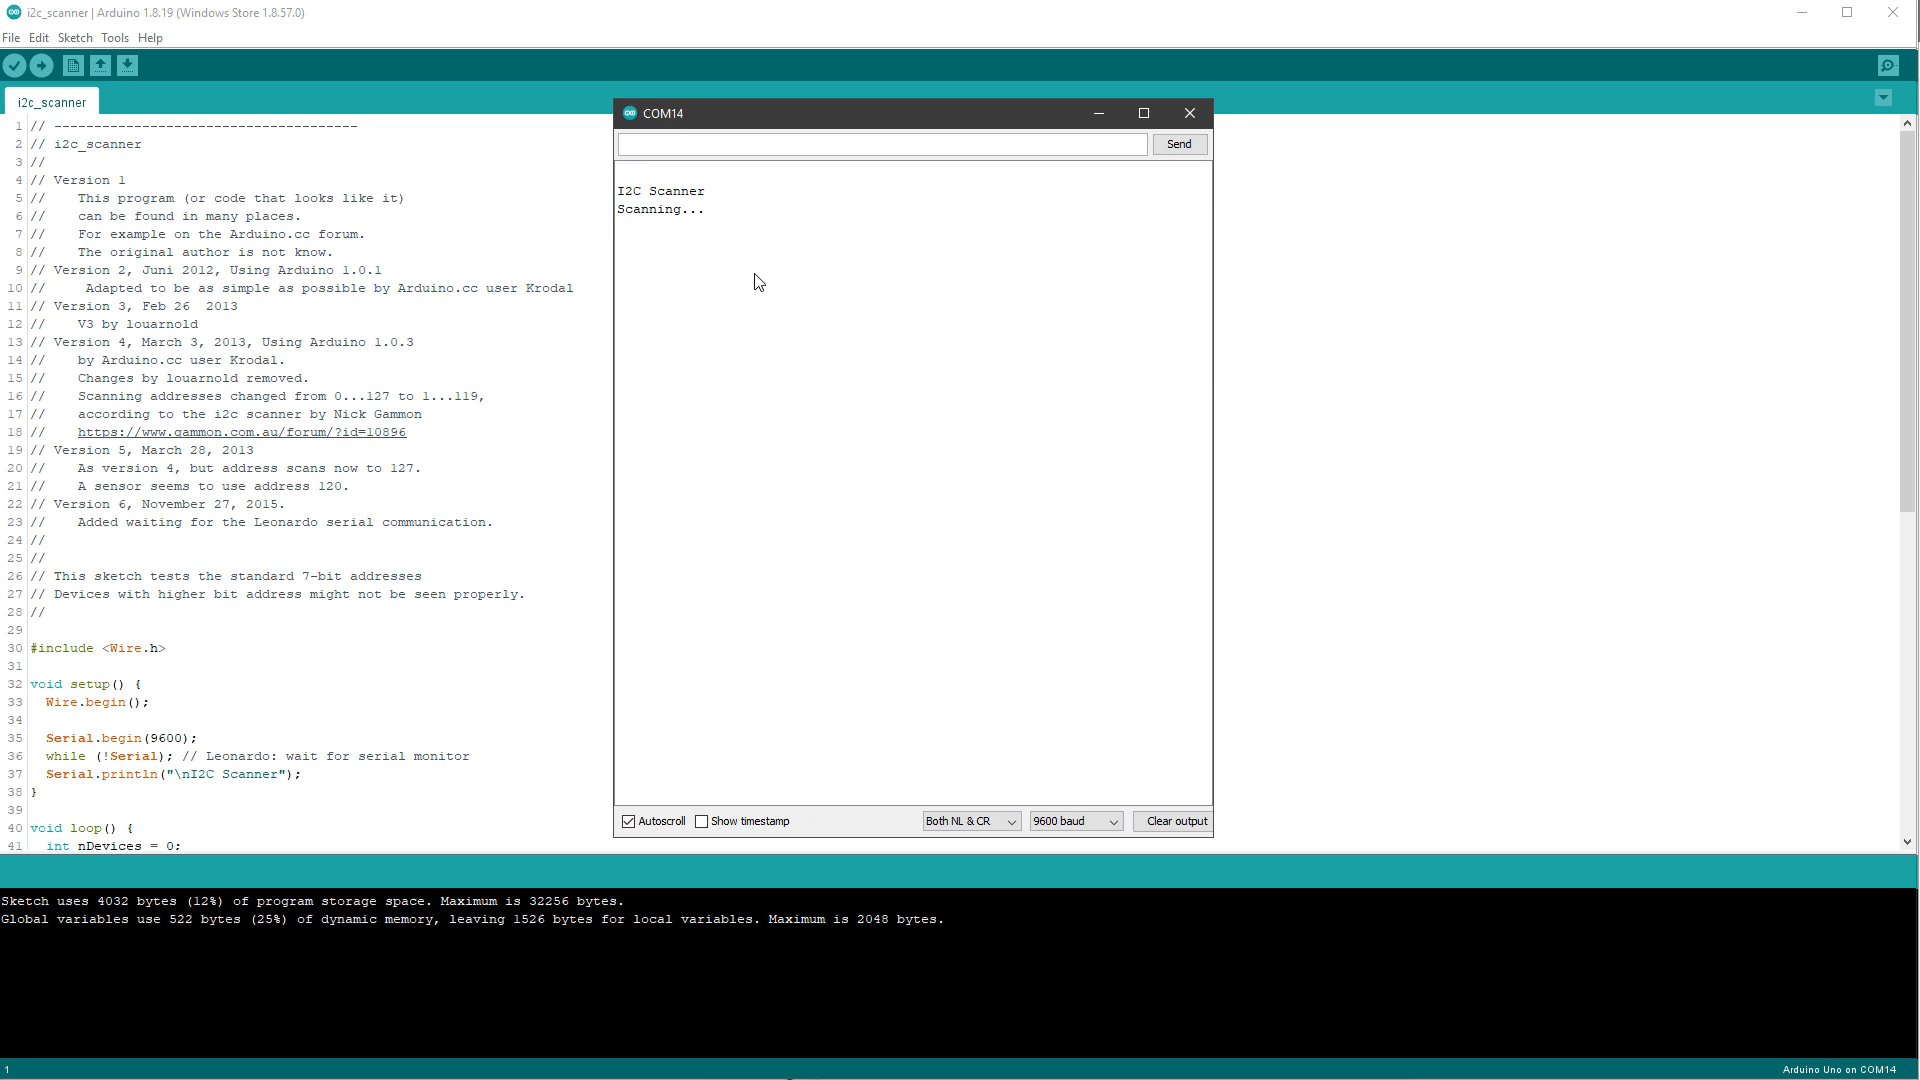 i2c_scanner | Arduino 1.8.19 (Windows Store 1.8.57.0)
File Edit Sketch Tools Help
i2c_scanner
1 // --------------------------------------
2 // i2c_scanner
3 //
4 // Version 1
5 //    This program (or code that looks like it)
6 //    can be found in many places.
7 //    For example on the Arduino.cc forum.
8 //    The original author is not know.
9 // Version 2, Juni 2012, Using Arduino 1.0.1
10 //     Adapted to be as simple as possible by Arduino.cc user Krodal
11 // Version 3, Feb 26  2013
12 //    V3 by louarnold
13 // Version 4, March 3, 2013, Using Arduino 1.0.3
14 //    by Arduino.cc user Krodal.
15 //    Changes by louarnold removed.
16 //    Scanning addresses changed from 0...127 to 1...119,
17 //    according to the i2c scanner by Nick Gammon
18 //    https://www.gammon.com.au/forum/?id=10896
19 // Version 5, March 28, 2013
20 //    As version 4, but address scans now to 127.
21 //    A sensor seems to use address 120.
22 // Version 6, November 27, 2015.
23 //    Added waiting for the Leonardo serial communication.
24 //
25 //
26 // This sketch tests the standard 7-bit addresses
27 // Devices with higher bit address might not be seen properly.
28 //
29
30 #include <Wire.h>
31
32 void setup() {
33   Wire.begin();
34
35   Serial.begin(9600);
36   while (!Serial); // Leonardo: wait for serial monitor
37   Serial.println("\nI2C Scanner");
38 }
39
40 void loop() {
41   int nDevices = 0;
COM14
Send
I2C Scanner
Scanning...
Autoscroll Show timestamp Both NL & CR 9600 baud Clear output
Sketch uses 4032 bytes (12%) of program storage space. Maximum is 32256 bytes.
Global variables use 522 bytes (25%) of dynamic memory, leaving 1526 bytes for local variables. Maximum is 2048 bytes.
1 Arduino Uno on COM14